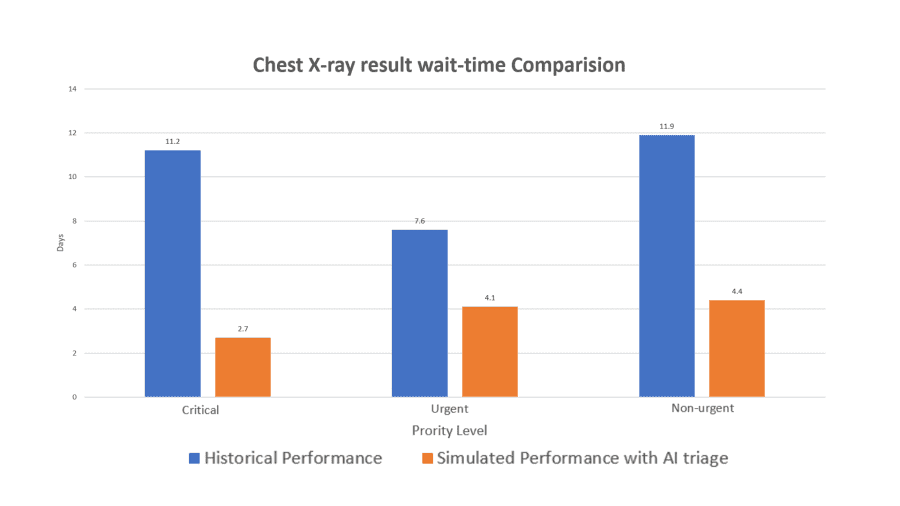 Chest X-ray result wait-time Comparision
14
12
10
8
6
4
2
0
Days
11.2
2.7
7.6
4.1
11.9
4.4
Critical
Urgent
Non-urgent
Prority Level
Historical Performance
Simulated Performance with AI triage